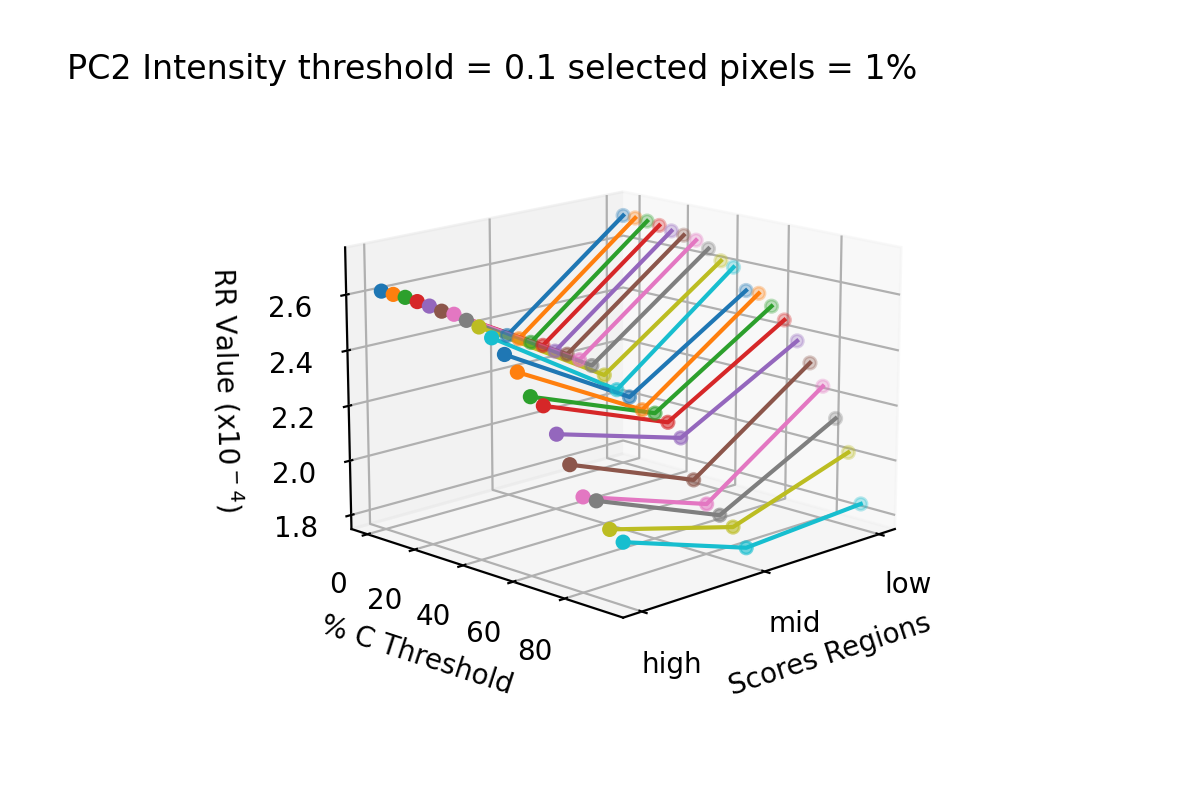 PC2 Intensity threshold = 0.1 selected pixels = 1%
RR Value (x10⁻⁴)
2.6
2.4
2.2
2.0
1.8
0
20
40
60
80
% C Threshold
high
mid
low
Scores Regions